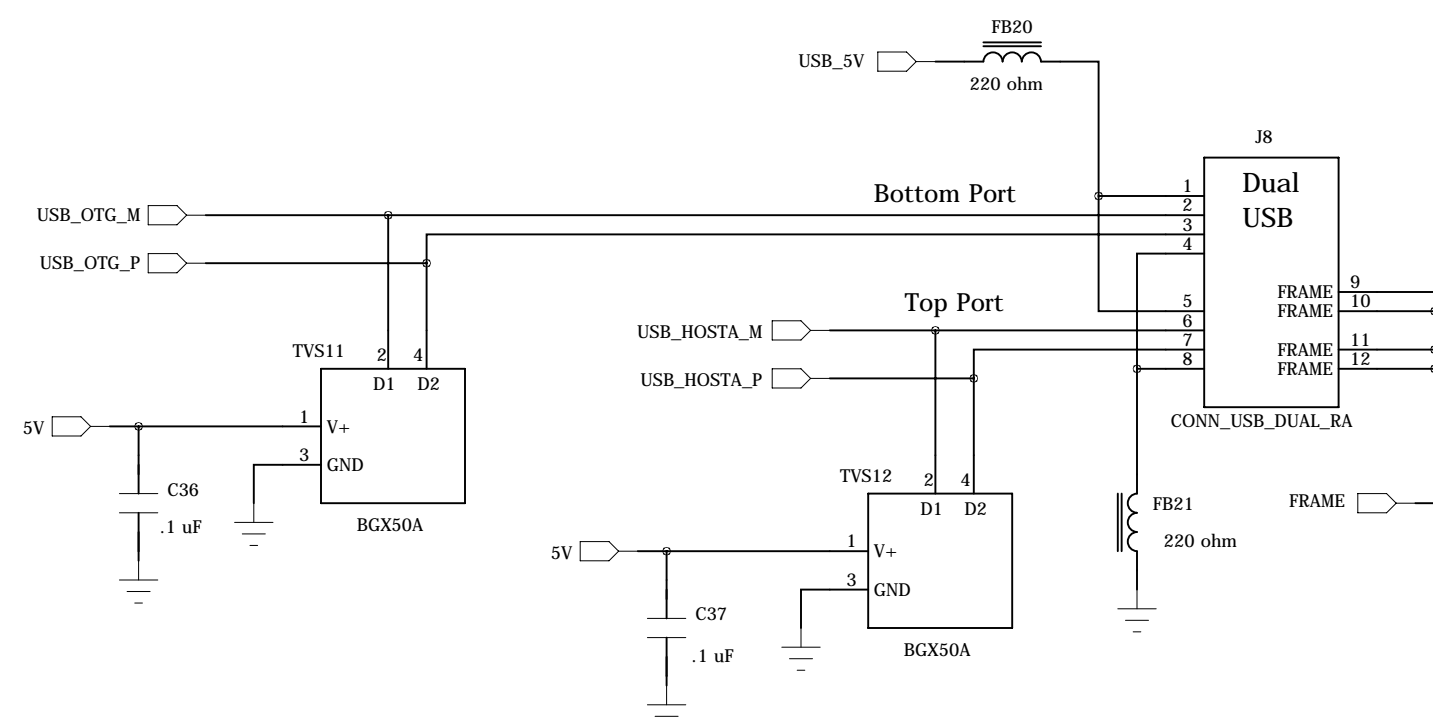 FB20
USB_5V
220 ohm
J8
Dual
USB
Bottom Port
1
2
3
4
USB_OTG_M
USB_OTG_P
FRAME 9
FRAME 10
FRAME 11
FRAME 12
Top Port
5
6
7
8
USB_HOSTA_M
USB_HOSTA_P
CONN_USB_DUAL_RA
TVS11
2 4
D1 D2
5V
1 V+
3 GND
C36
.1 uF
BGX50A
TVS12
2 4
D1 D2
5V
1 V+
3 GND
C37
.1 uF
BGX50A
FB21
220 ohm
FRAME